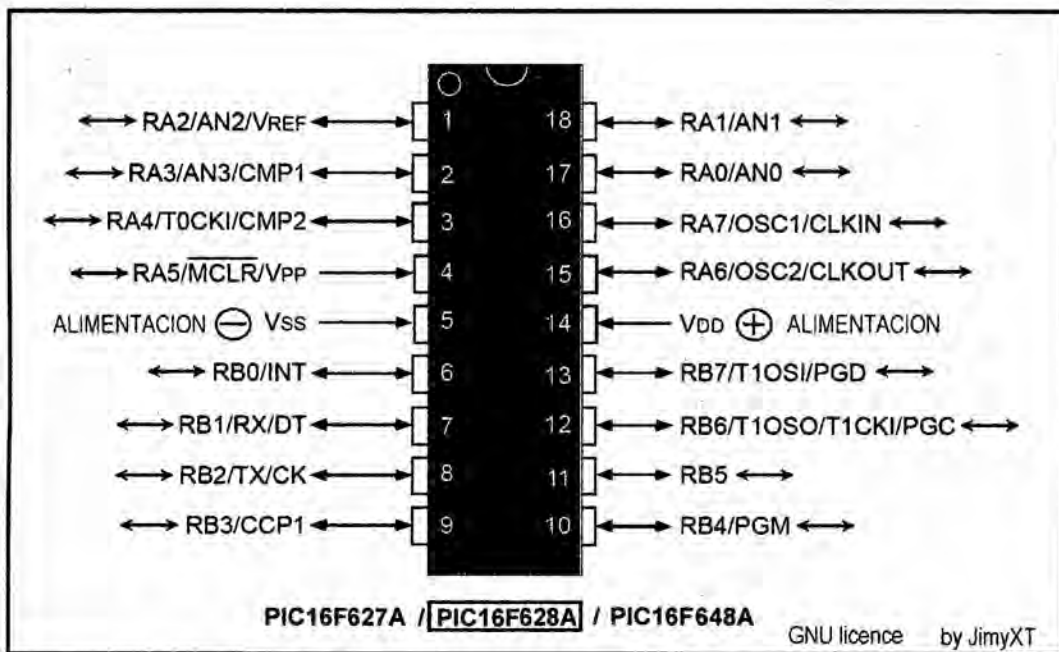 RA2/AN2/VREF 1 18 RA1/AN1
RA3/AN3/CMP1 2 17 RA0/AN0
RA4/T0CKI/CMP2 3 16 RA7/OSC1/CLKIN
RA5/MCLR/VPP 4 15 RA6/OSC2/CLKOUT
ALIMENTACION − VSS 5 14 VDD + ALIMENTACION
RB0/INT 6 13 RB7/T1OSI/PGD
RB1/RX/DT 7 12 RB6/T1OSO/T1CKI/PGC
RB2/TX/CK 8 11 RB5
RB3/CCP1 9 10 RB4/PGM
PIC16F627A / PIC16F628A / PIC16F648A
GNU licence by JimyXT